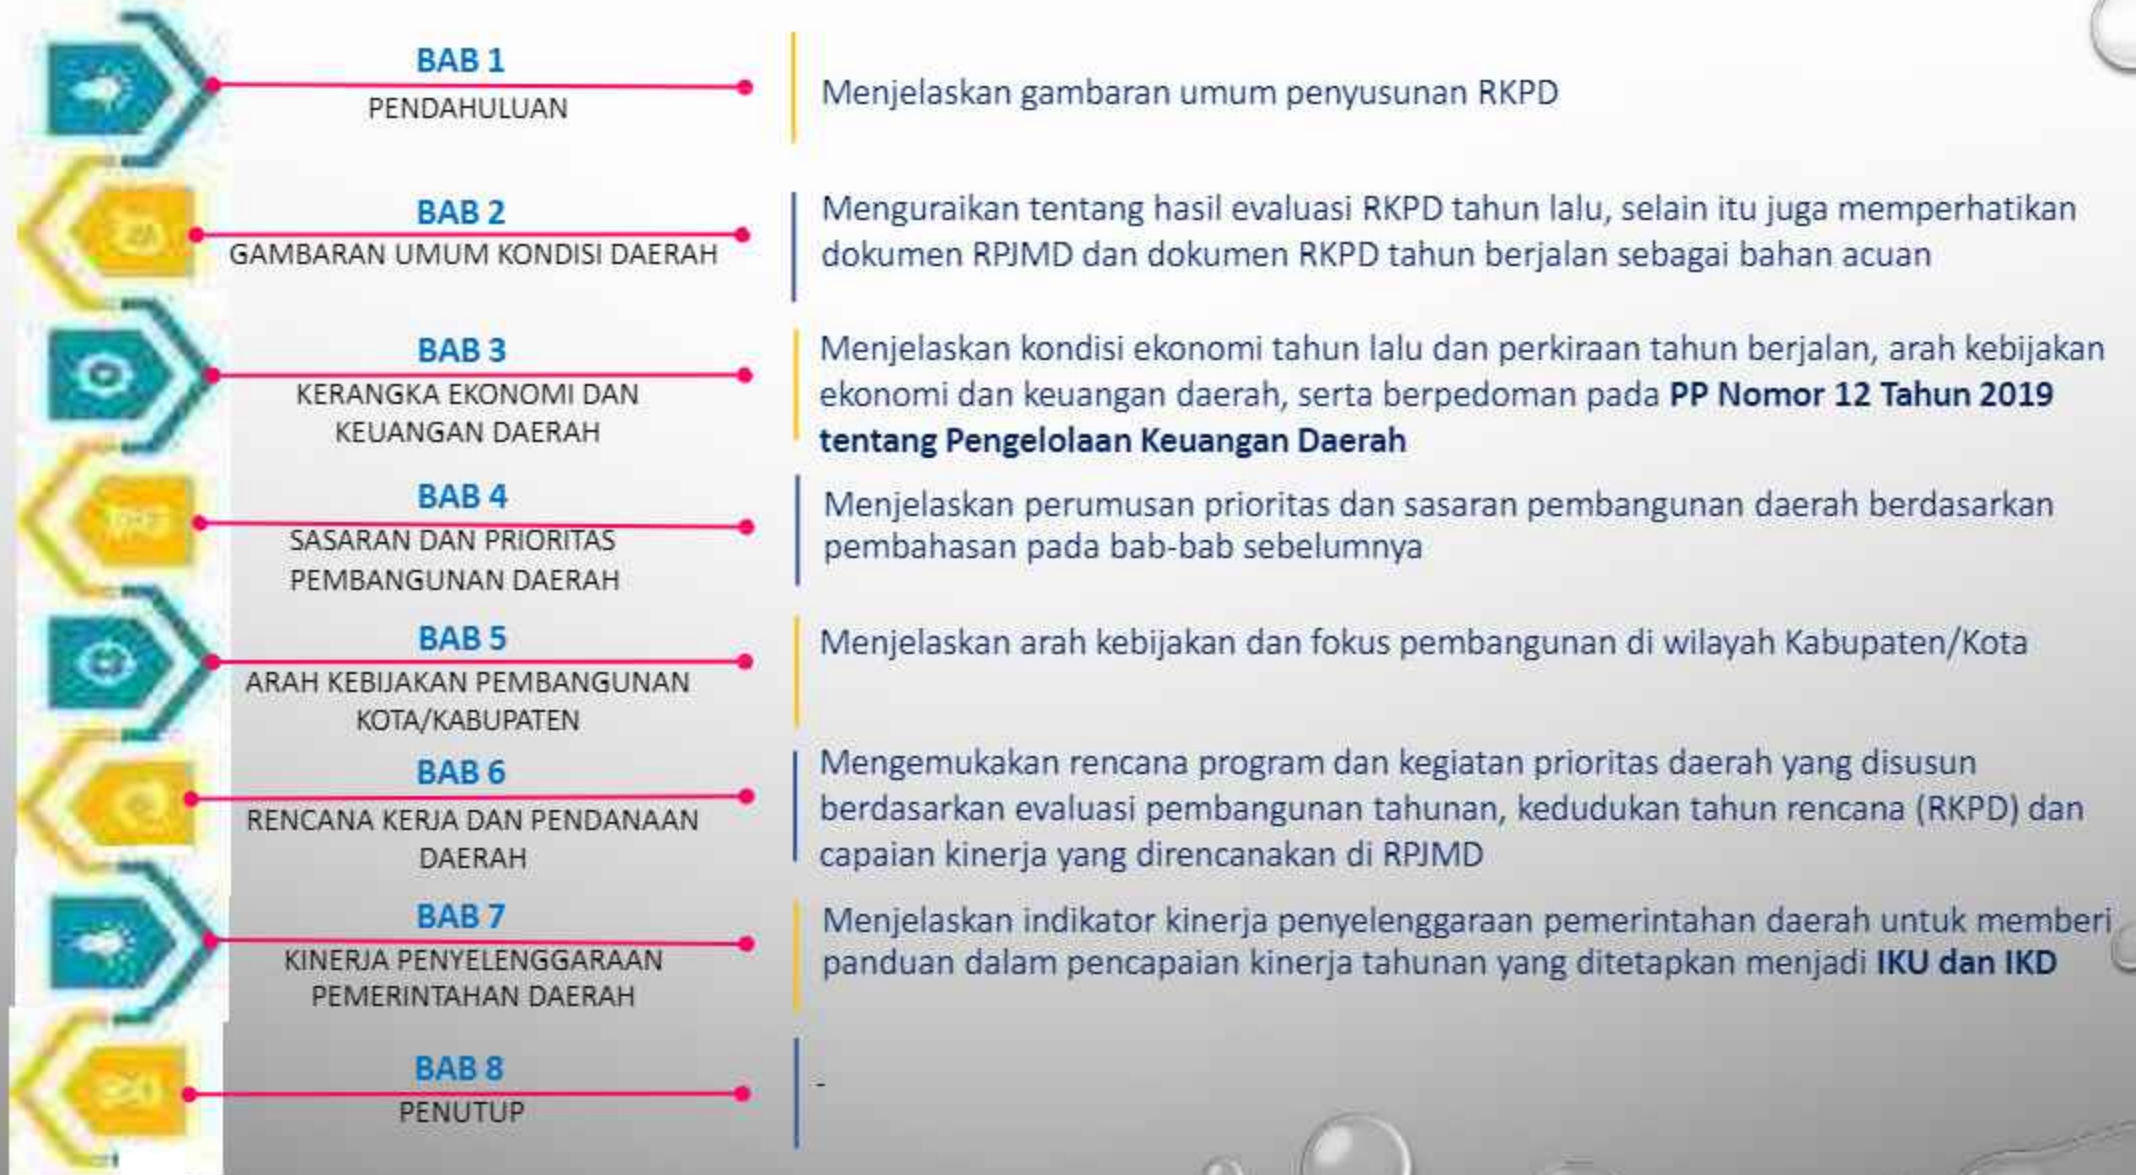 BAB 1
PENDAHULUAN
Menjelaskan gambaran umum penyusunan RKPD
BAB 2
GAMBARAN UMUM KONDISI DAERAH
Menguraikan tentang hasil evaluasi RKPD tahun lalu, selain itu juga memperhatikan
dokumen RPJMD dan dokumen RKPD tahun berjalan sebagai bahan acuan
BAB 3
KERANGKA EKONOMI DAN
KEUANGAN DAERAH
Menjelaskan kondisi ekonomi tahun lalu dan perkiraan tahun berjalan, arah kebijakan
ekonomi dan keuangan daerah, serta berpedoman pada PP Nomor 12 Tahun 2019
tentang Pengelolaan Keuangan Daerah
BAB 4
SASARAN DAN PRIORITAS
PEMBANGUNAN DAERAH
Menjelaskan perumusan prioritas dan sasaran pembangunan daerah berdasarkan
pembahasan pada bab-bab sebelumnya
BAB 5
ARAH KEBIJAKAN PEMBANGUNAN
KOTA/KABUPATEN
Menjelaskan arah kebijakan dan fokus pembangunan di wilayah Kabupaten/Kota
BAB 6
RENCANA KERJA DAN PENDANAAN
DAERAH
Mengemukakan rencana program dan kegiatan prioritas daerah yang disusun
berdasarkan evaluasi pembangunan tahunan, kedudukan tahun rencana (RKPD) dan
capaian kinerja yang direncanakan di RPJMD
BAB 7
KINERJA PENYELENGGARAAN
PEMERINTAHAN DAERAH
Menjelaskan indikator kinerja penyelenggaraan pemerintahan daerah untuk memberi
panduan dalam pencapaian kinerja tahunan yang ditetapkan menjadi IKU dan IKD
BAB 8
PENUTUP
-